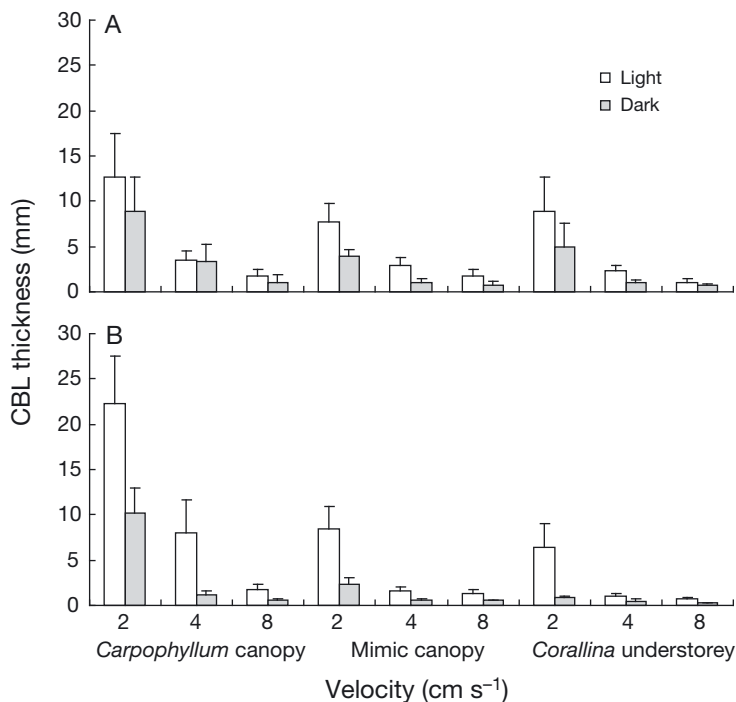 A
30
25
20
15
10
5
0
Light
Dark
B
30
25
20
15
10
5
0
CBL thickness (mm)
2 4 8 2 4 8 2 4 8
Carpophyllum canopy Mimic canopy Corallina understorey
Velocity (cm s⁻¹)